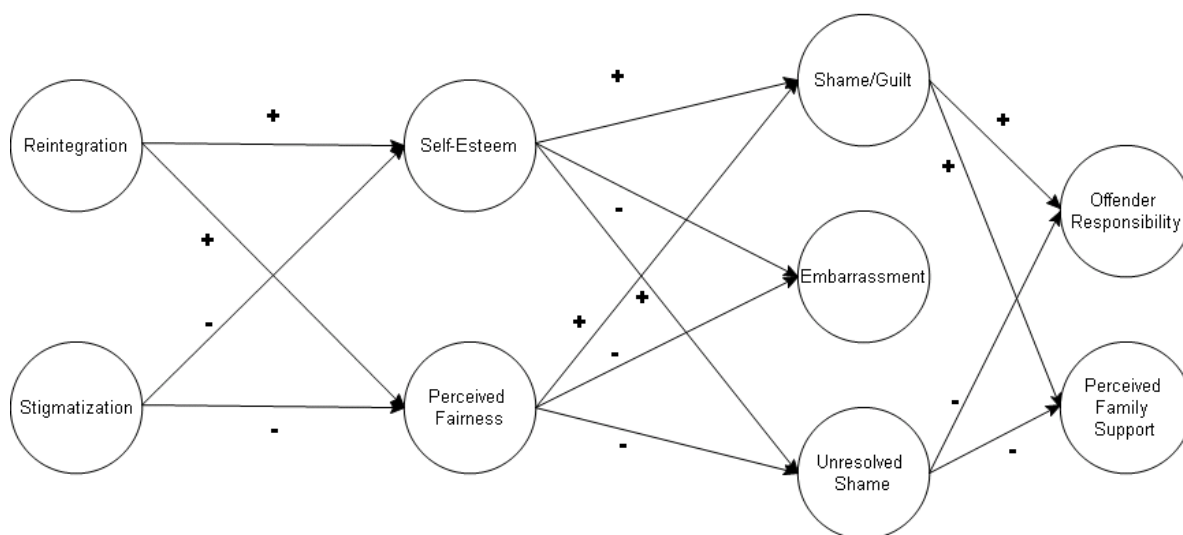 Reintegration
Stigmatization
+
+
-
-
Self-Esteem
Perceived
Fairness
+
-
+
+
-
-
Shame/Guilt
Embarrassment
Unresolved
Shame
+
+
-
-
Offender
Responsibility
Perceived
Family
Support